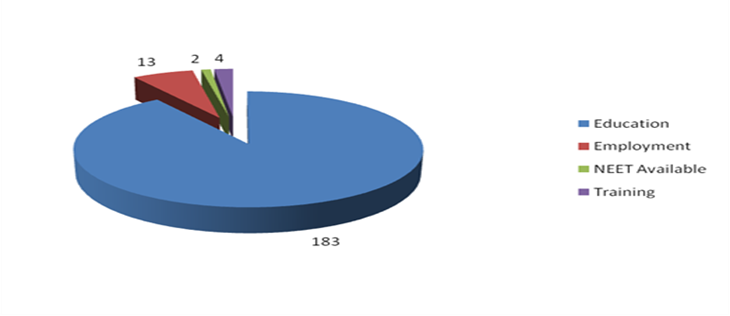 13
2
4
183
Education
Employment
NEET Available
Training